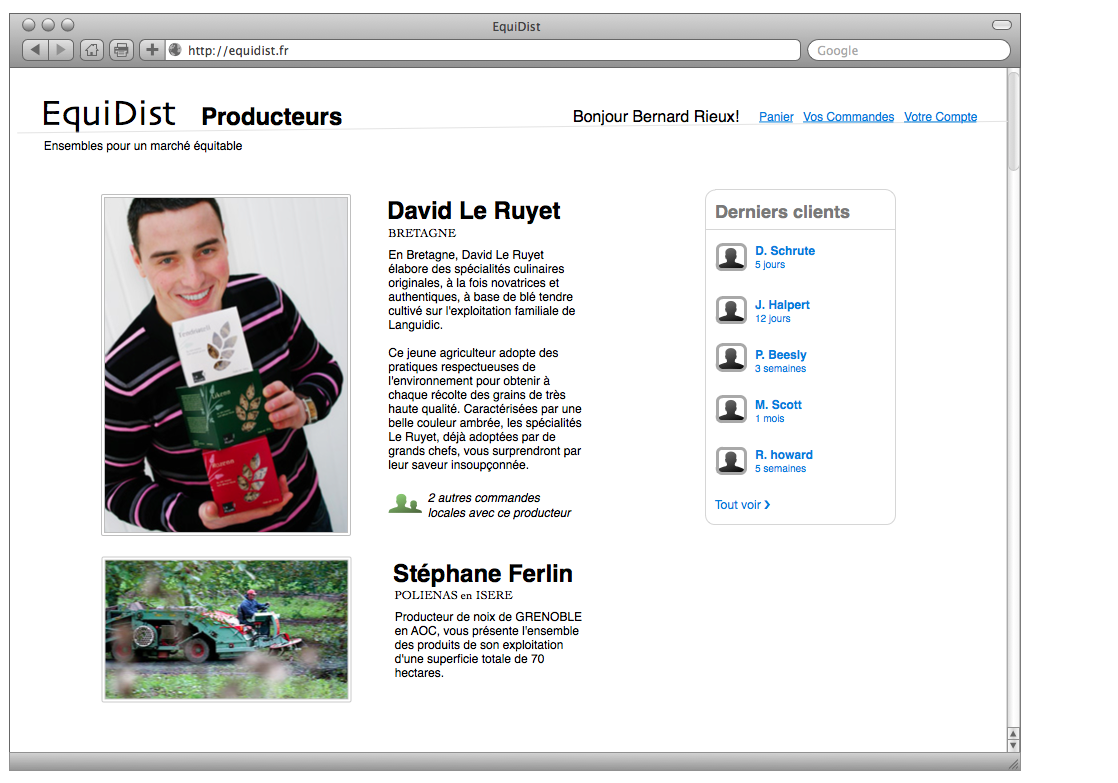 EquiDist
http://equidist.fr
Google
EquiDist Producteurs
Bonjour Bernard Rieux! Panier Vos Commandes Votre Compte
Ensembles pour un marché équitable
David Le Ruyet
BRETAGNE
En Bretagne, David Le Ruyet
élabore des spécialités culinaires
originales, à la fois novatrices et
authentiques, à base de blé tendre
cultivé sur l'exploitation familiale de
Languidic.
Ce jeune agriculteur adopte des
pratiques respectueuses de
l'environnement pour obtenir à
chaque récolte des grains de très
haute qualité. Caractérisées par une
belle couleur ambrée, les spécialités
Le Ruyet, déjà adoptées par de
grands chefs, vous surprendront par
leur saveur insoupçonnée.
2 autres commandes
locales avec ce producteur
Derniers clients
D. Schrute
5 jours
J. Halpert
12 jours
P. Beesly
3 semaines
M. Scott
1 mois
R. howard
5 semaines
Tout voir ›
Stéphane Ferlin
POLIENAS en ISERE
Producteur de noix de GRENOBLE
en AOC, vous présente l'ensemble
des produits de son exploitation
d'une superficie totale de 70
hectares.